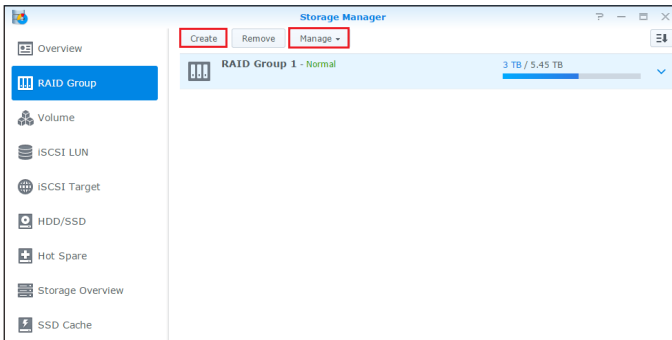 Storage Manager
Overview
RAID Group
Volume
iSCSI LUN
iSCSI Target
HDD/SSD
Hot Spare
Storage Overview
SSD Cache
Create Remove Manage
RAID Group 1 - Normal 3 TB / 5.45 TB